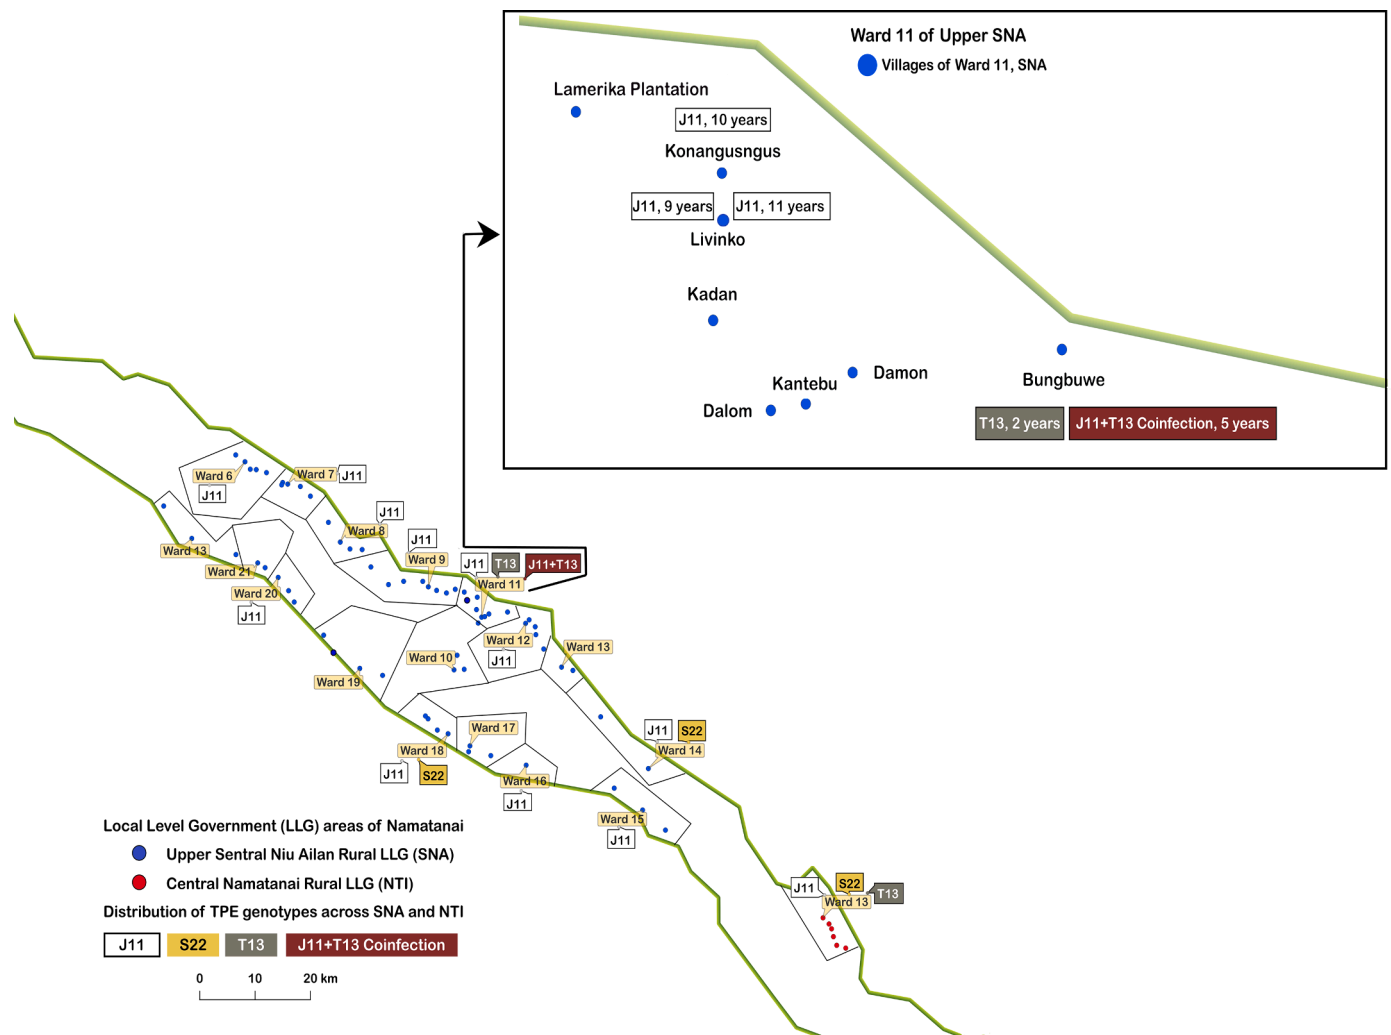 Ward 11 of Upper SNA
Villages of Ward 11, SNA
Lamerika Plantation
J11, 10 years
Konangusngus
J11, 9 years
J11, 11 years
Livinko
Kadan
Damon
Kantebu
Dalom
Bungbuwe
T13, 2 years
J11+T13 Coinfection, 5 years
Ward 6
J11
Ward 7
J11
J11
Ward 8
J11
Ward 9
J11
T13
J11+T13
Ward 11
Ward 13
Ward 21
Ward 20
J11
Ward 12
J11
Ward 13
Ward 10
Ward 19
Ward 17
Ward 18
J11
S22
Ward 16
J11
J11
S22
Ward 14
Ward 15
J11
J11
S22
T13
Ward 13
Local Level Government (LLG) areas of Namatanai
Upper Sentral Niu Ailan Rural LLG (SNA)
Central Namatanai Rural LLG (NTI)
Distribution of TPE genotypes across SNA and NTI
J11
S22
T13
J11+T13 Coinfection
0 10 20 km